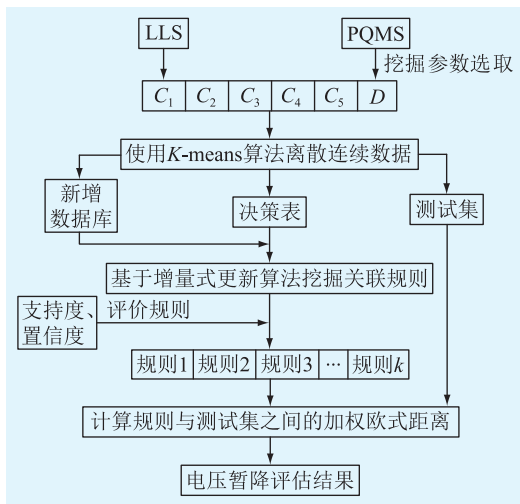 LLS
PQMS
挖掘参数选取
C₁ C₂ C₃ C₄ C₅ D
使用K-means算法离散连续数据
新增
数据库
决策表
测试集
基于增量式更新算法挖掘关联规则
支持度、
置信度
评价规则
规则1 规则2 规则3 … 规则k
计算规则与测试集之间的加权欧式距离
电压暂降评估结果